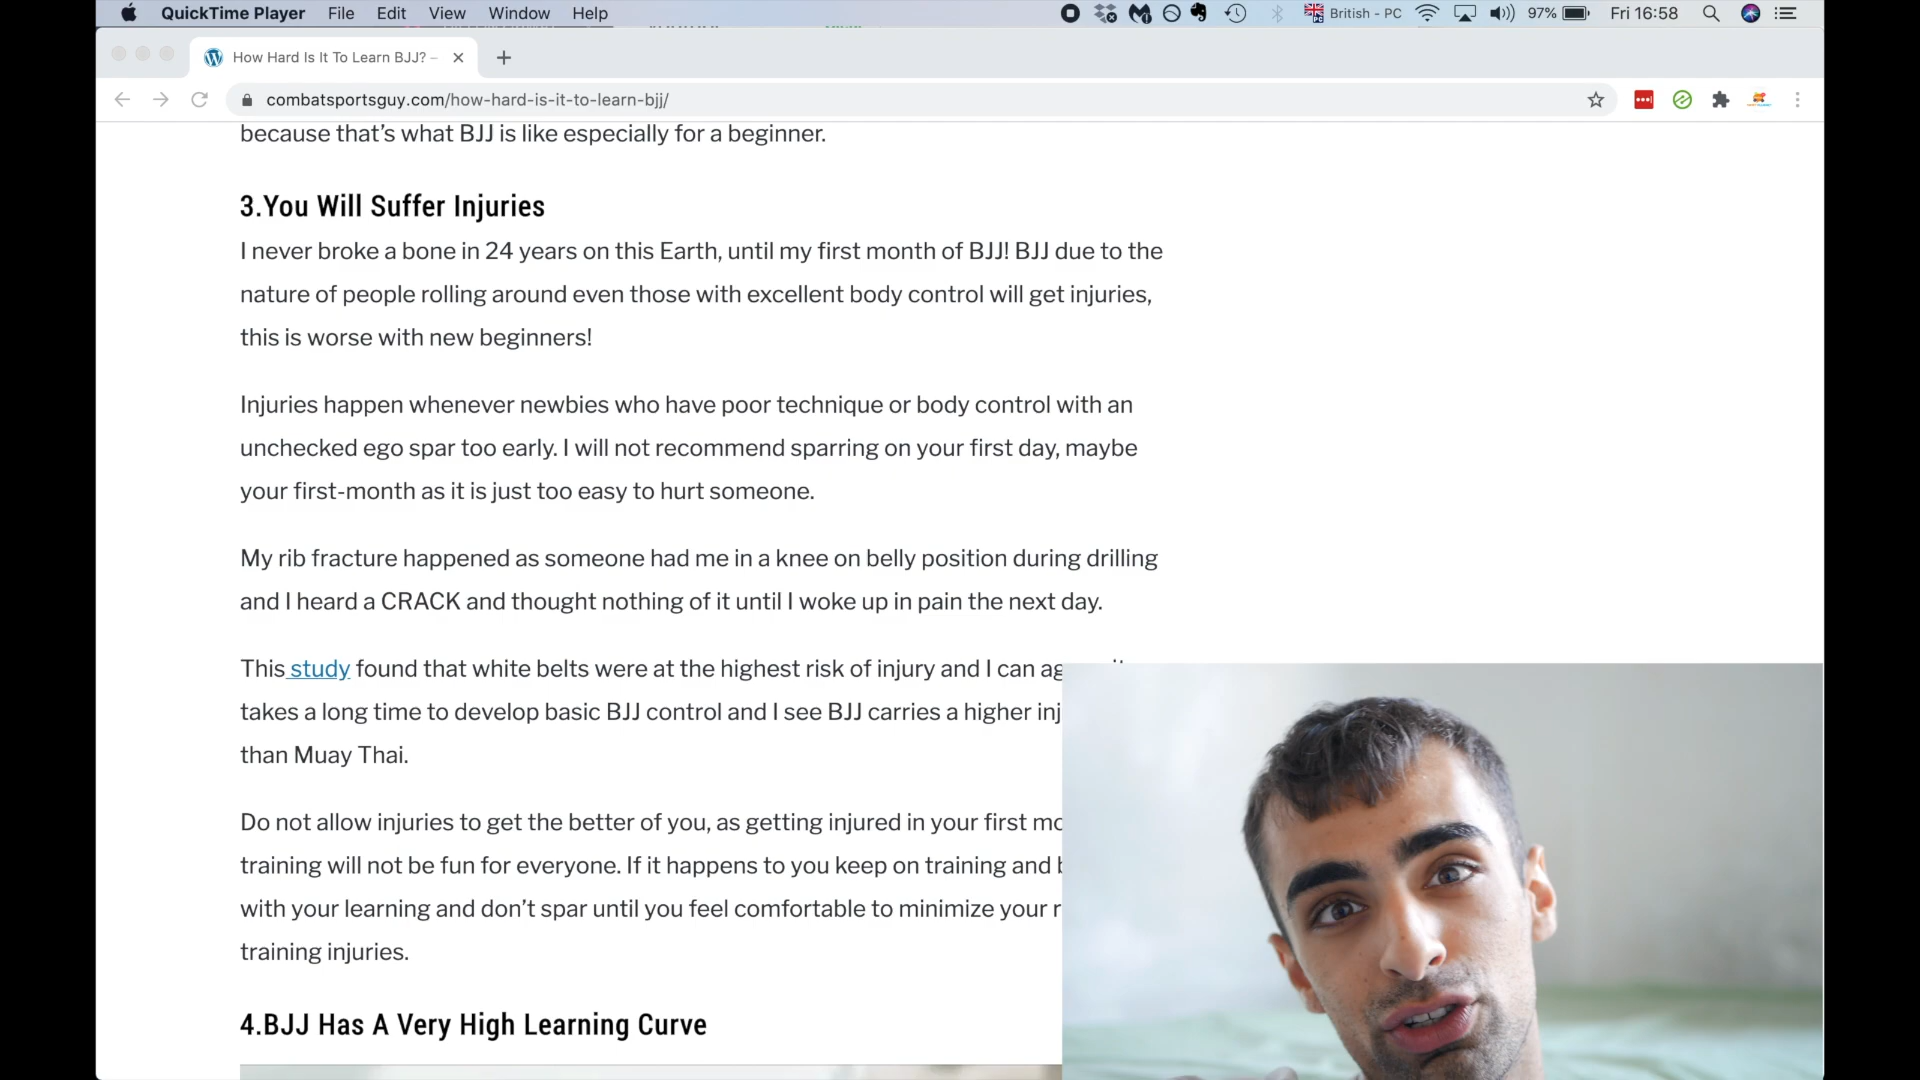 QuickTime Player File Edit View Window Help British - PC 97% Fri 16:58
How Hard Is It To Learn BJJ? –
combatsportsguy.com/how-hard-is-it-to-learn-bjj/
because that’s what BJJ is like especially for a beginner.
3.You Will Suffer Injuries
I never broke a bone in 24 years on this Earth, until my first month of BJJ! BJJ due to the
nature of people rolling around even those with excellent body control will get injuries,
this is worse with new beginners!
Injuries happen whenever newbies who have poor technique or body control with an
unchecked ego spar too early. I will not recommend sparring on your first day, maybe
your first-month as it is just too easy to hurt someone.
My rib fracture happened as someone had me in a knee on belly position during drilling
and I heard a CRACK and thought nothing of it until I woke up in pain the next day.
This study found that white belts were at the highest risk of injury and I can
takes a long time to develop basic BJJ control and I see BJJ carries a higher
than Muay Thai.
Do not allow injuries to get the better of you, as getting injured in your first
training will not be fun for everyone. If it happens to you keep on training and
with your learning and don’t spar until you feel comfortable to minimize your
training injuries.
4.BJJ Has A Very High Learning Curve